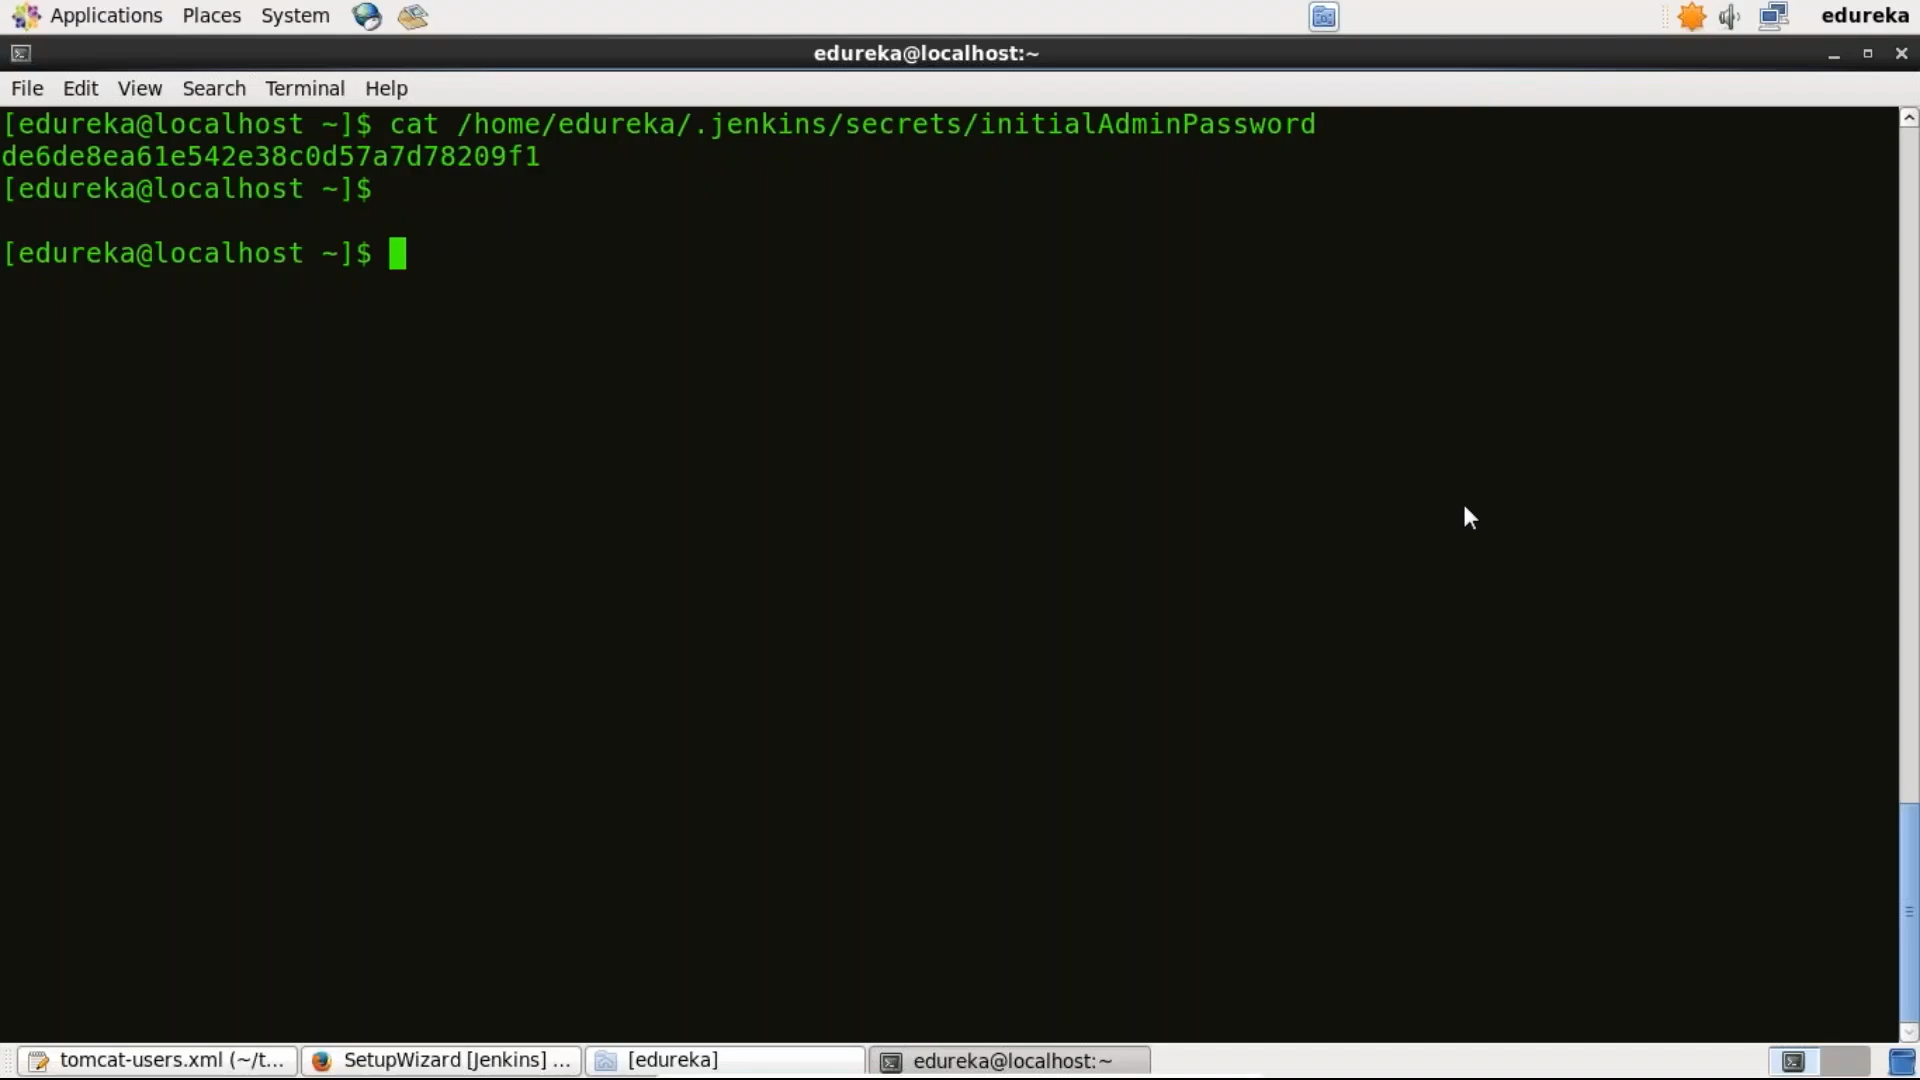 Applications Places System edureka
edureka@localhost:~
File Edit View Search Terminal Help
[edureka@localhost ~]$ cat /home/edureka/.jenkins/secrets/initialAdminPassword
de6de8ea61e542e38c0d57a7d78209f1
[edureka@localhost ~]$
[edureka@localhost ~]$
tomcat-users.xml (~/t... SetupWizard [Jenkins] ... [edureka] edureka@localhost:~